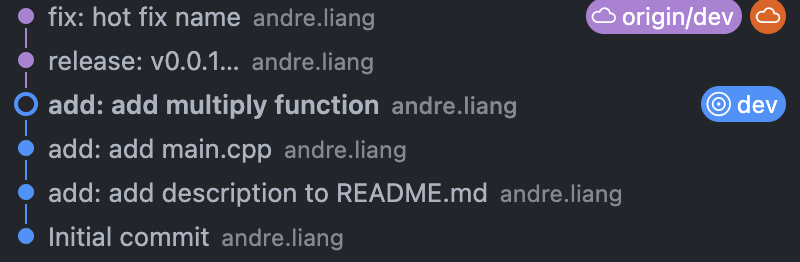 fix: hot fix name andre.liang origin/dev
release: v0.0.1... andre.liang
add: add multiply function andre.liang dev
add: add main.cpp andre.liang
add: add description to README.md andre.liang
Initial commit andre.liang